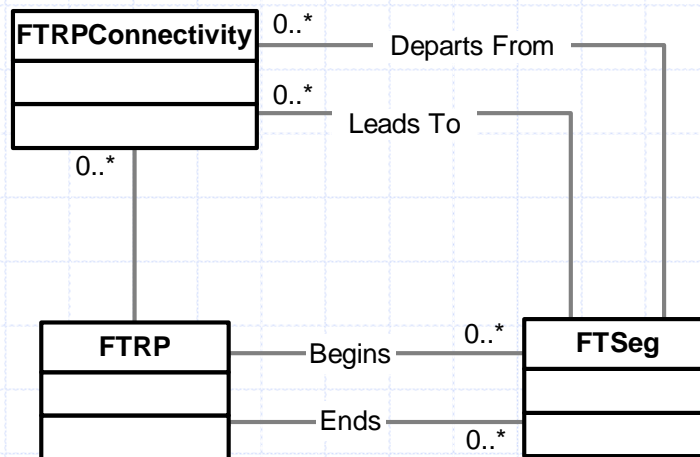 FTRPConnectivity
0..*
Departs From
0..*
Leads To
0..*
FTRP
Begins
0..*
FTSeg
Ends
0..*